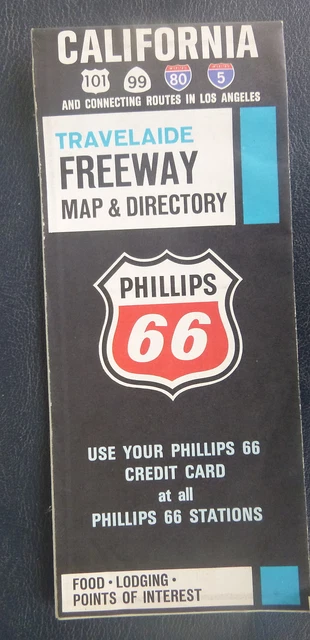 CALIFORNIA
101 99 80 5
AND CONNECTING ROUTES IN LOS ANGELES
TRAVELAIDE
FREEWAY
MAP & DIRECTORY
PHILLIPS
66
USE YOUR PHILLIPS 66
CREDIT CARD
at all
PHILLIPS 66 STATIONS
FOOD • LODGING •
POINTS OF INTEREST